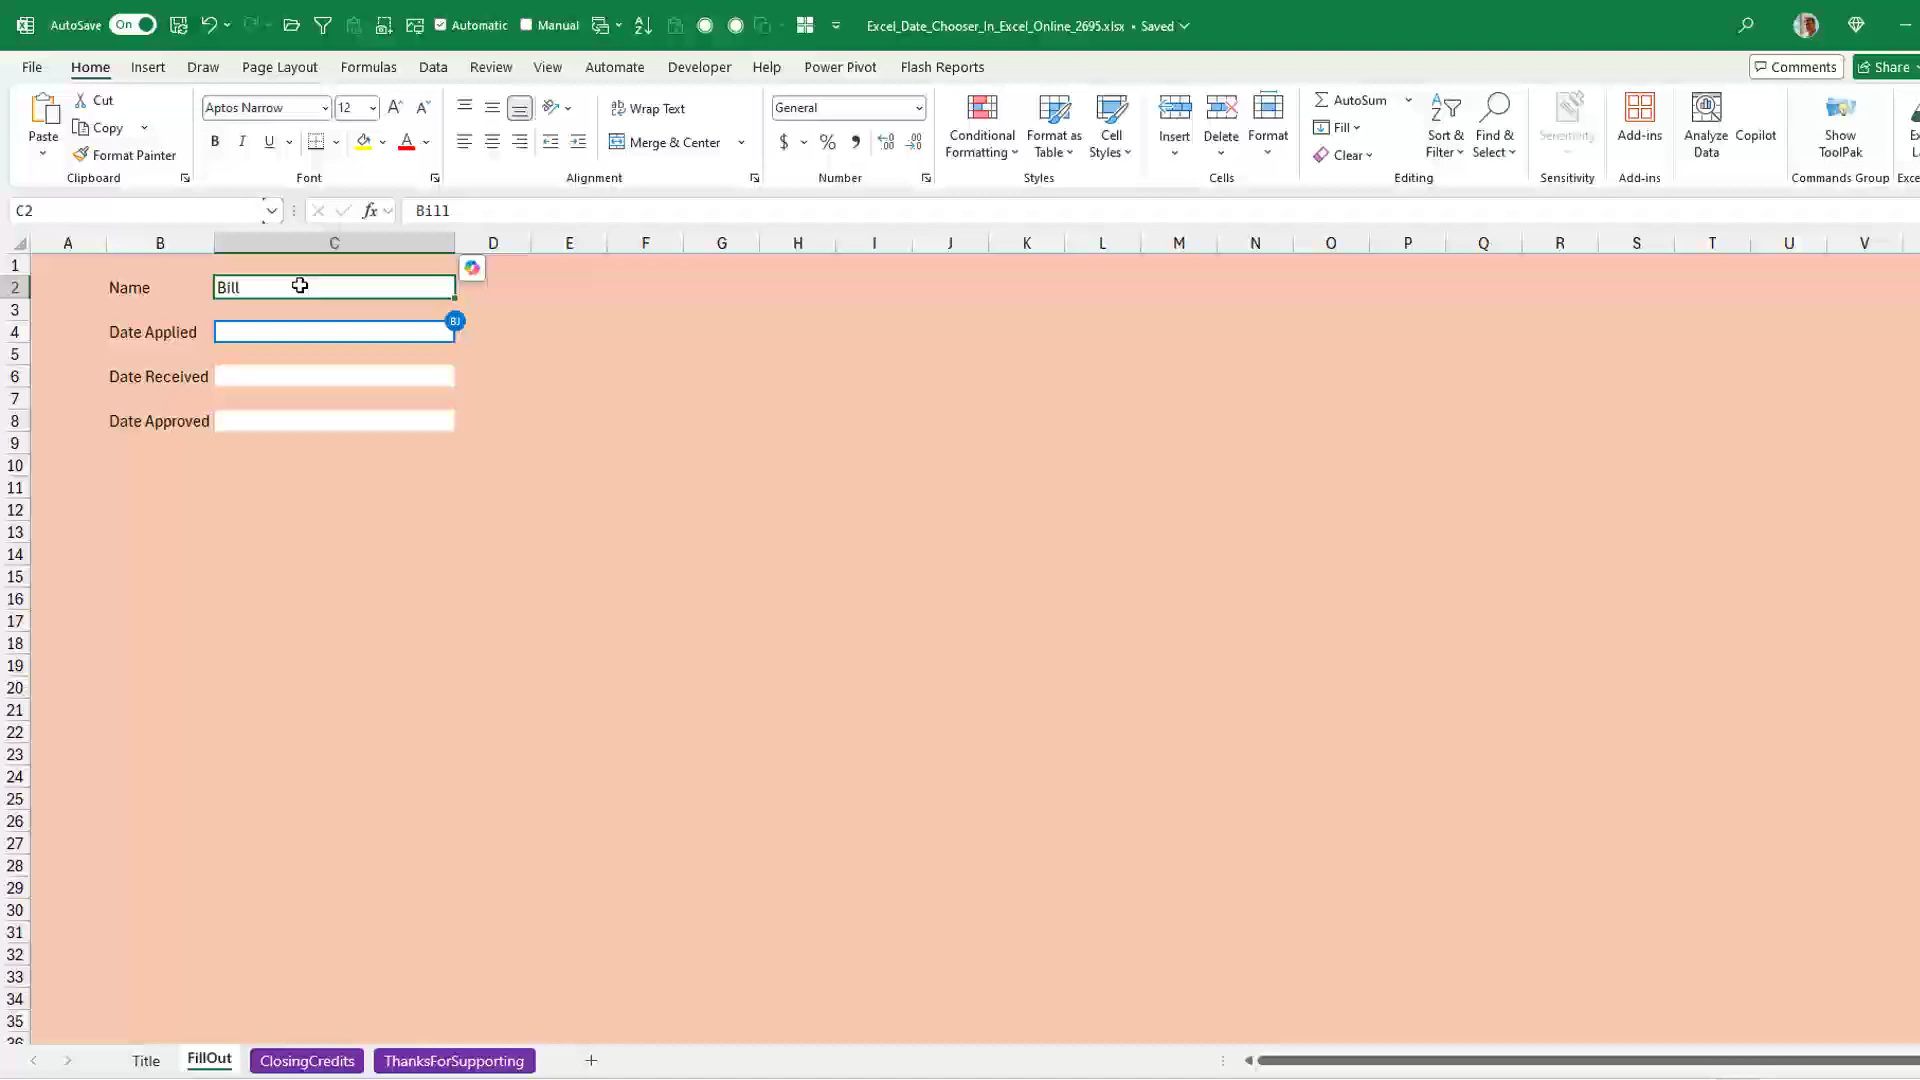 AutoSave On Automatic Manual Excel_Date_Chooser_In_Excel_Online_2695.xlsx • Saved
File Home Insert Draw Page Layout Formulas Data Review View Automate Developer Help Power Pivot Flash Reports Comments Share
Paste
Cut
Copy
Format Painter
Clipboard
Aptos Narrow 12
B I U
Font
Wrap Text
Merge & Center
Alignment
General
$ % 9
Number
Conditional Formatting
Format as Table
Cell Styles
Styles
Insert
Delete
Format
Cells
AutoSum
Fill
Clear
Sort & Filter
Find & Select
Editing
Sensitivity
Sensitivity
Add-ins
Add-ins
Analyze Data
Copilot
Show ToolPak
Commands Group
C2 fx Bill
A B C D E F G H I J K L M N O P Q R S T U V
1
2 Name Bill
3
4 Date Applied BJ
5
6 Date Received
7
8 Date Approved
9
10
11
12
13
14
15
16
17
18
19
20
21
22
23
24
25
26
27
28
29
30
31
32
33
34
35
36
Title FillOut ClosingCredits ThanksForSupporting